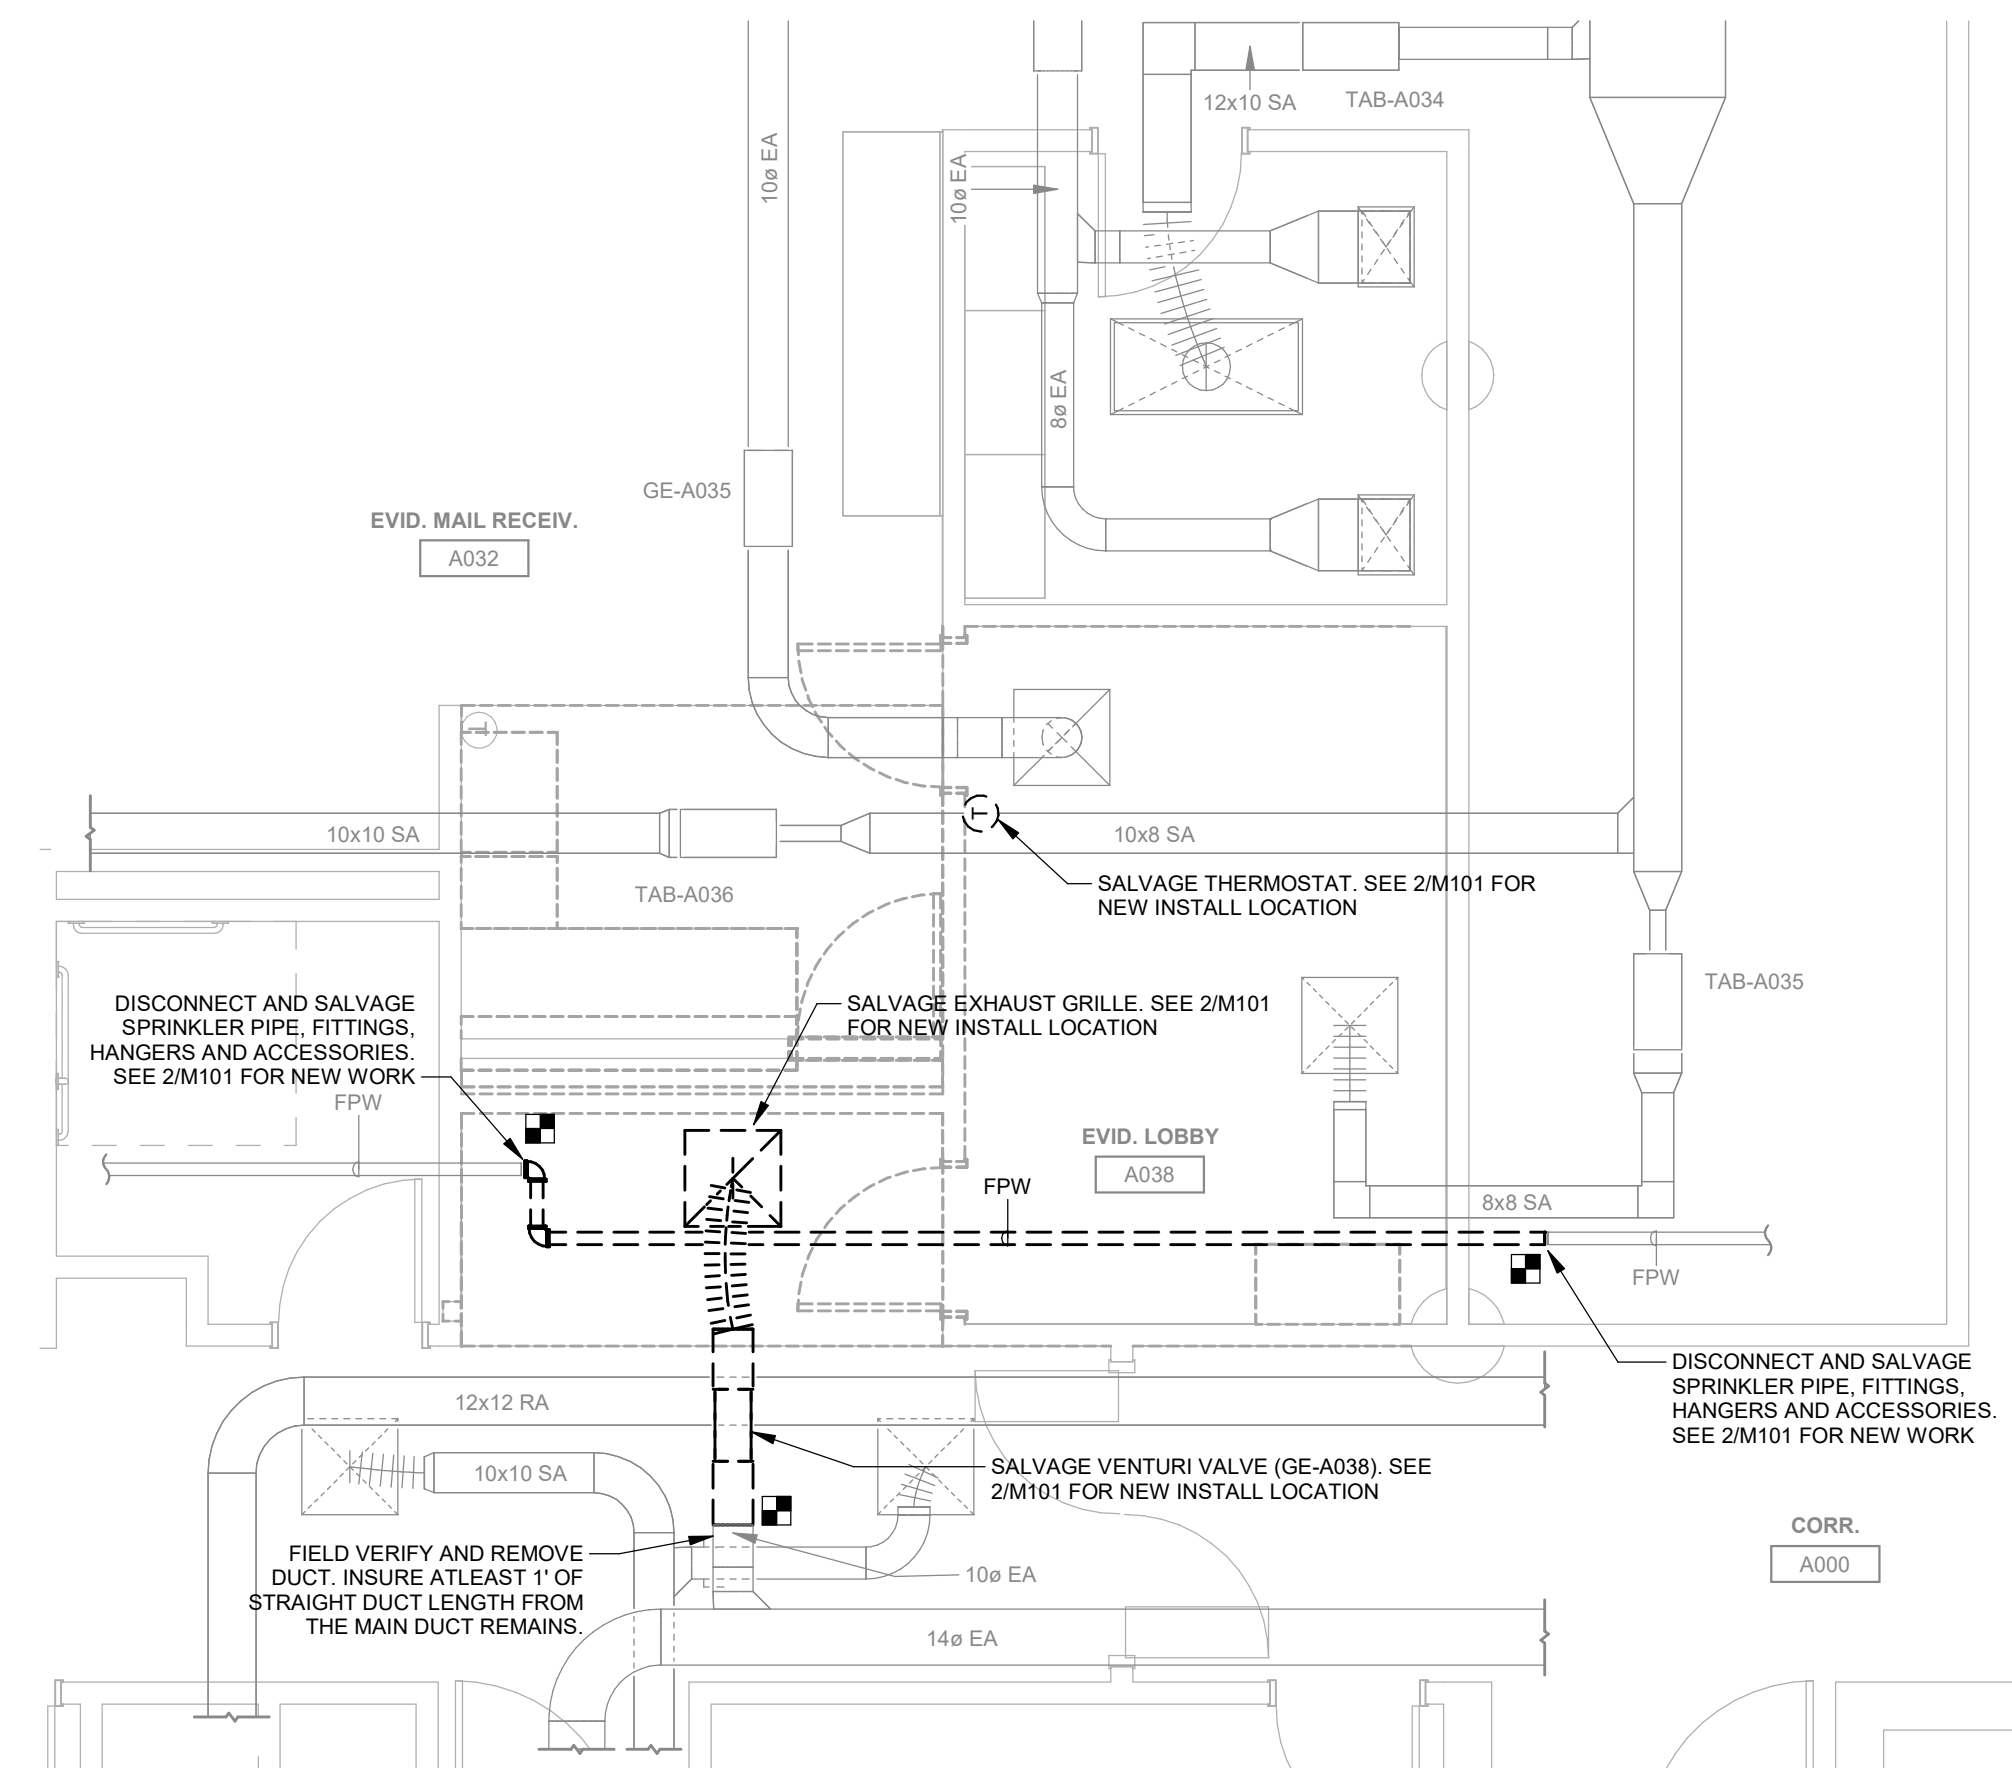 12x10 SA
TAB-A034
10ø EA
10ø EA
8ø EA
GE-A035
EVID. MAIL RECEIV.
A032
T
10x10 SA
T
10x8 SA
TAB-A036
SALVAGE THERMOSTAT. SEE 2/M101 FOR
NEW INSTALL LOCATION
TAB-A035
DISCONNECT AND SALVAGE
SPRINKLER PIPE, FITTINGS,
HANGERS AND ACCESSORIES.
SEE 2/M101 FOR NEW WORK
FPW
SALVAGE EXHAUST GRILLE. SEE 2/M101
FOR NEW INSTALL LOCATION
EVID. LOBBY
A038
FPW
8x8 SA
FPW
DISCONNECT AND SALVAGE
SPRINKLER PIPE, FITTINGS,
HANGERS AND ACCESSORIES.
SEE 2/M101 FOR NEW WORK
12x12 RA
10x10 SA
SALVAGE VENTURI VALVE (GE-A038). SEE
2/M101 FOR NEW INSTALL LOCATION
CORR.
A000
FIELD VERIFY AND REMOVE
DUCT. INSURE ATLEAST 1' OF
STRAIGHT DUCT LENGTH FROM
THE MAIN DUCT REMAINS.
10ø EA
14ø EA